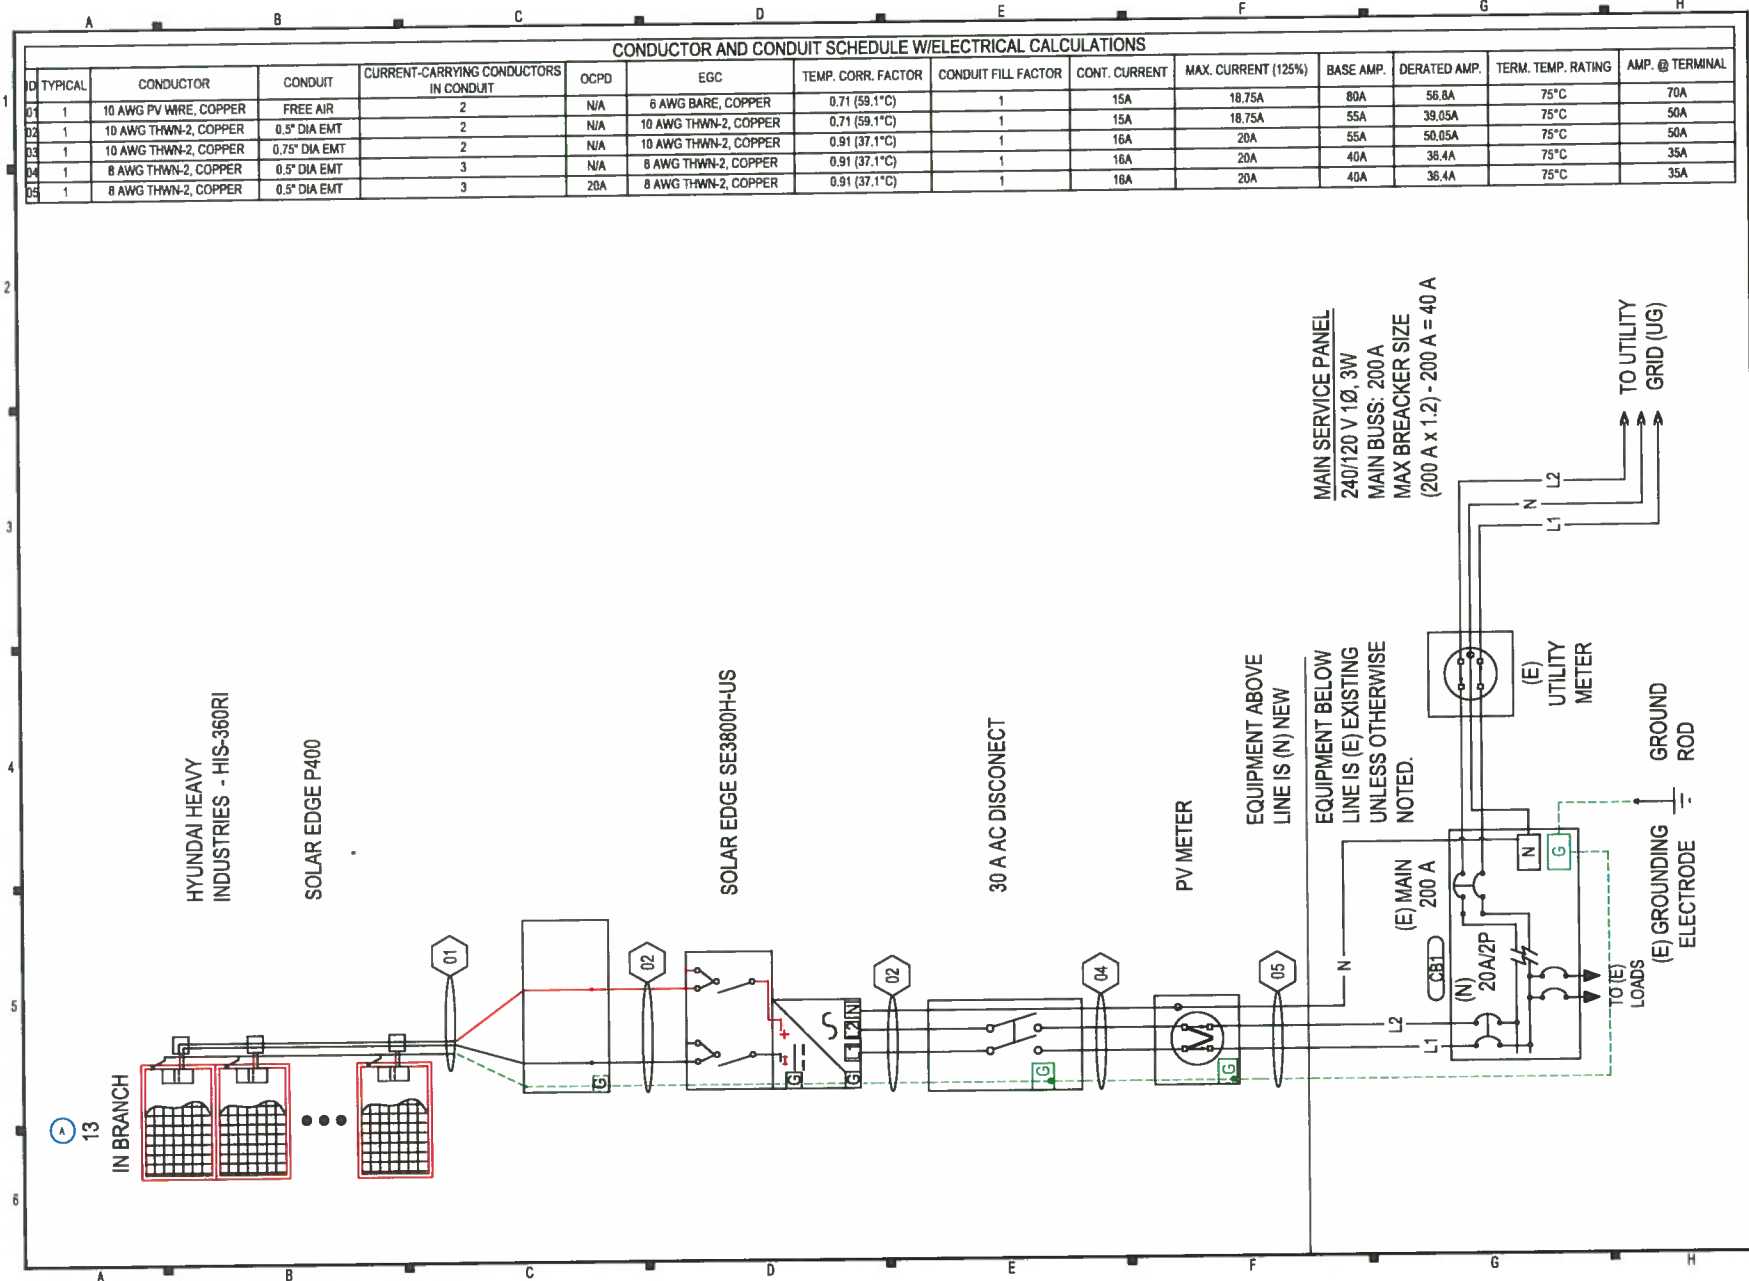 A B C D E F G H
CONDUCTOR AND CONDUIT SCHEDULE W/ELECTRICAL CALCULATIONS
ID TYPICAL CONDUCTOR CONDUIT CURRENT-CARRYING CONDUCTORS IN CONDUIT OCPD EGC TEMP. CORR. FACTOR CONDUIT FILL FACTOR CONT. CURRENT MAX. CURRENT (125%) BASE AMP. DERATED AMP. TERM. TEMP. RATING AMP. @ TERMINAL
01 1 10 AWG PV WIRE, COPPER FREE AIR 2 N/A 6 AWG BARE, COPPER 0.71 (59.1°C) 1 15A 18.75A 80A 56.8A 75°C 70A
02 1 10 AWG THWN-2, COPPER 0.5" DIA EMT 2 N/A 10 AWG THWN-2, COPPER 0.71 (59.1°C) 1 15A 18.75A 55A 39.05A 75°C 50A
03 1 10 AWG THWN-2, COPPER 0.75" DIA EMT 2 N/A 10 AWG THWN-2, COPPER 0.91 (37.1°C) 1 16A 20A 55A 50.05A 75°C 50A
04 1 8 AWG THWN-2, COPPER 0.5" DIA EMT 3 N/A 8 AWG THWN-2, COPPER 0.91 (37.1°C) 1 16A 20A 40A 36.4A 75°C 35A
05 1 8 AWG THWN-2, COPPER 0.5" DIA EMT 3 20A 8 AWG THWN-2, COPPER 0.91 (37.1°C) 1 16A 20A 40A 36.4A 75°C 35A
1
2
3
4
5
6
A
13
IN BRANCH
HYUNDAI HEAVY
INDUSTRIES - HIS-360RI
SOLAR EDGE P400
01
G
02
SOLAR EDGE SE3800H-US
G
G
1 2 N
02
30 A AC DISCONECT
G
04
PV METER
G
05
EQUIPMENT ABOVE
LINE IS (N) NEW
EQUIPMENT BELOW
LINE IS (E) EXISTING
UNLESS OTHERWISE
NOTED.
MAIN SERVICE PANEL
240/120 V 1Ø, 3W
MAIN BUSS: 200 A
MAX BREACKER SIZE
(200 A x 1.2) - 200 A = 40 A
N
L2
L1
(E) MAIN
200 A
CB1
(N)
20A/2P
N
G
TO (E)
LOADS
(E) GROUNDING
ELECTRODE
GROUND
ROD
(E)
UTILITY
METER
L2
N
L1
TO UTILITY
GRID (UG)
A B C D E F G H